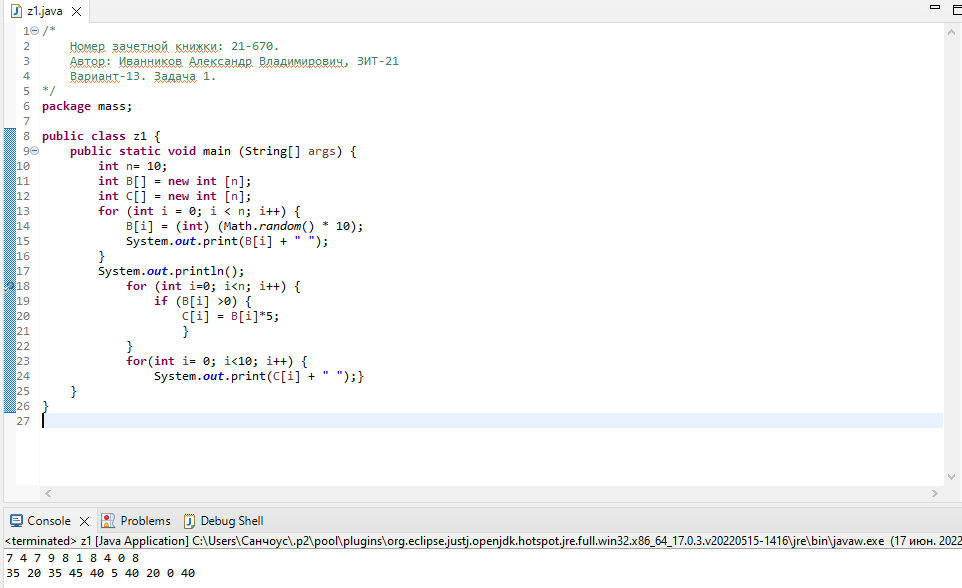 z1.java
1 /*
2     Номер зачетной книжки: 21-670.
3     Автор: Иванников Александр Владимирович, ЗИТ-21
4     Вариант-13. Задача 1.
5 */
6 package mass;
7
8 public class z1 {
9     public static void main (String[] args) {
10         int n= 10;
11         int B[] = new int [n];
12         int C[] = new int [n];
13         for (int i = 0; i < n; i++) {
14             B[i] = (int) (Math.random() * 10);
15             System.out.print(B[i] + " ");
16         }
17         System.out.println();
18             for (int i=0; i<n; i++) {
19                 if (B[i] >0) {
20                     C[i] = B[i]*5;
21                     }
22             }
23             for(int i= 0; i<10; i++) {
24                 System.out.print(C[i] + " ");}
25     }
26 }
27
Console Problems Debug Shell
<terminated> z1 [Java Application] C:\Users\Санчоус\.p2\pool\plugins\org.eclipse.justj.openjdk.hotspot.jre.full.win32.x86_64_17.0.3.v20220515-1416\jre\bin\javaw.exe (17 июн. 2022
7 4 7 9 8 1 8 4 0 8
35 20 35 45 40 5 40 20 0 40